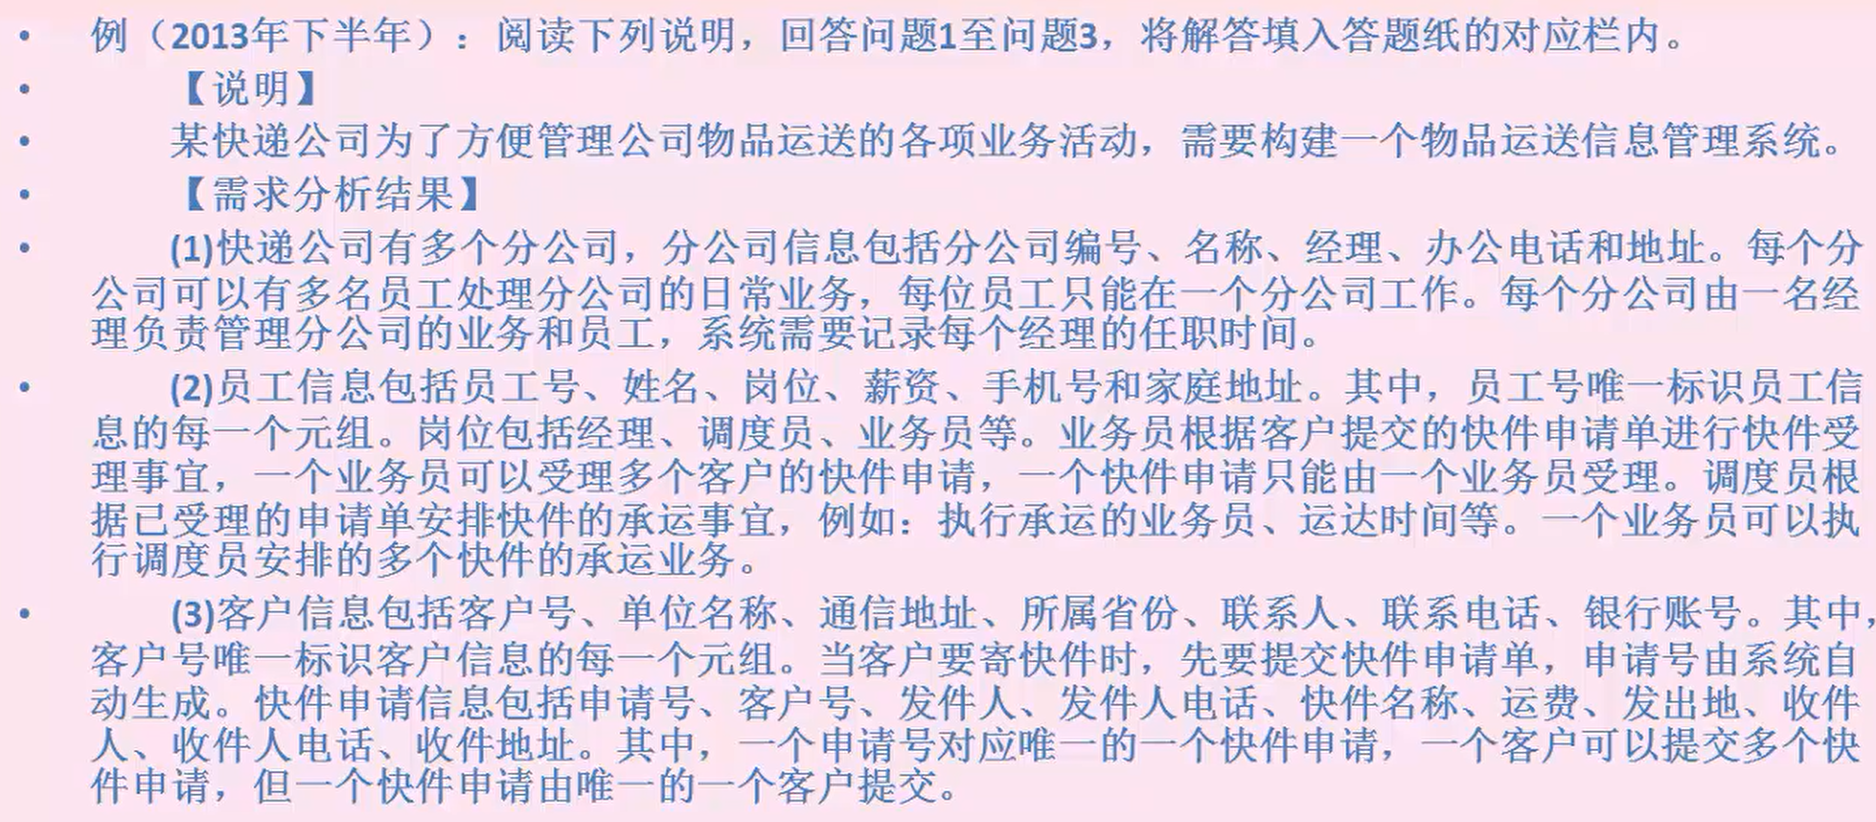 • 例（2013年下半年）：阅读下列说明，回答问题1至问题3，将解答填入答题纸的对应栏内。
• 【说明】
• 某快递公司为了方便管理公司物品运送的各项业务活动，需要构建一个物品运送信息管理系统。
• 【需求分析结果】
• (1)快递公司有多个分公司，分公司信息包括分公司编号、名称、经理、办公电话和地址。每个分
公司可以有多名员工处理分公司的日常业务，每位员工只能在一个分公司工作。每个分公司由一名经
理负责管理分公司的业务和员工，系统需要记录每个经理的任职时间。
• (2)员工信息包括员工号、姓名、岗位、薪资、手机号和家庭地址。其中，员工号唯一标识员工信
息的每一个元组。岗位包括经理、调度员、业务员等。业务员根据客户提交的快件申请单进行快件受
理事宜，一个业务员可以受理多个客户的快件申请，一个快件申请只能由一个业务员受理。调度员根
据已受理的申请单安排快件的承运事宜，例如：执行承运的业务员、运达时间等。一个业务员可以执
行调度员安排的多个快件的承运业务。
• (3)客户信息包括客户号、单位名称、通信地址、所属省份、联系人、联系电话、银行账号。其中，
客户号唯一标识客户信息的每一个元组。当客户要寄快件时，先要提交快件申请单，申请号由系统自
动生成。快件申请信息包括申请号、客户号、发件人、发件人电话、快件名称、运费、发出地、收件
人、收件人电话、收件地址。其中，一个申请号对应唯一的一个快件申请，一个客户可以提交多个快
件申请，但一个快件申请由唯一的一个客户提交。